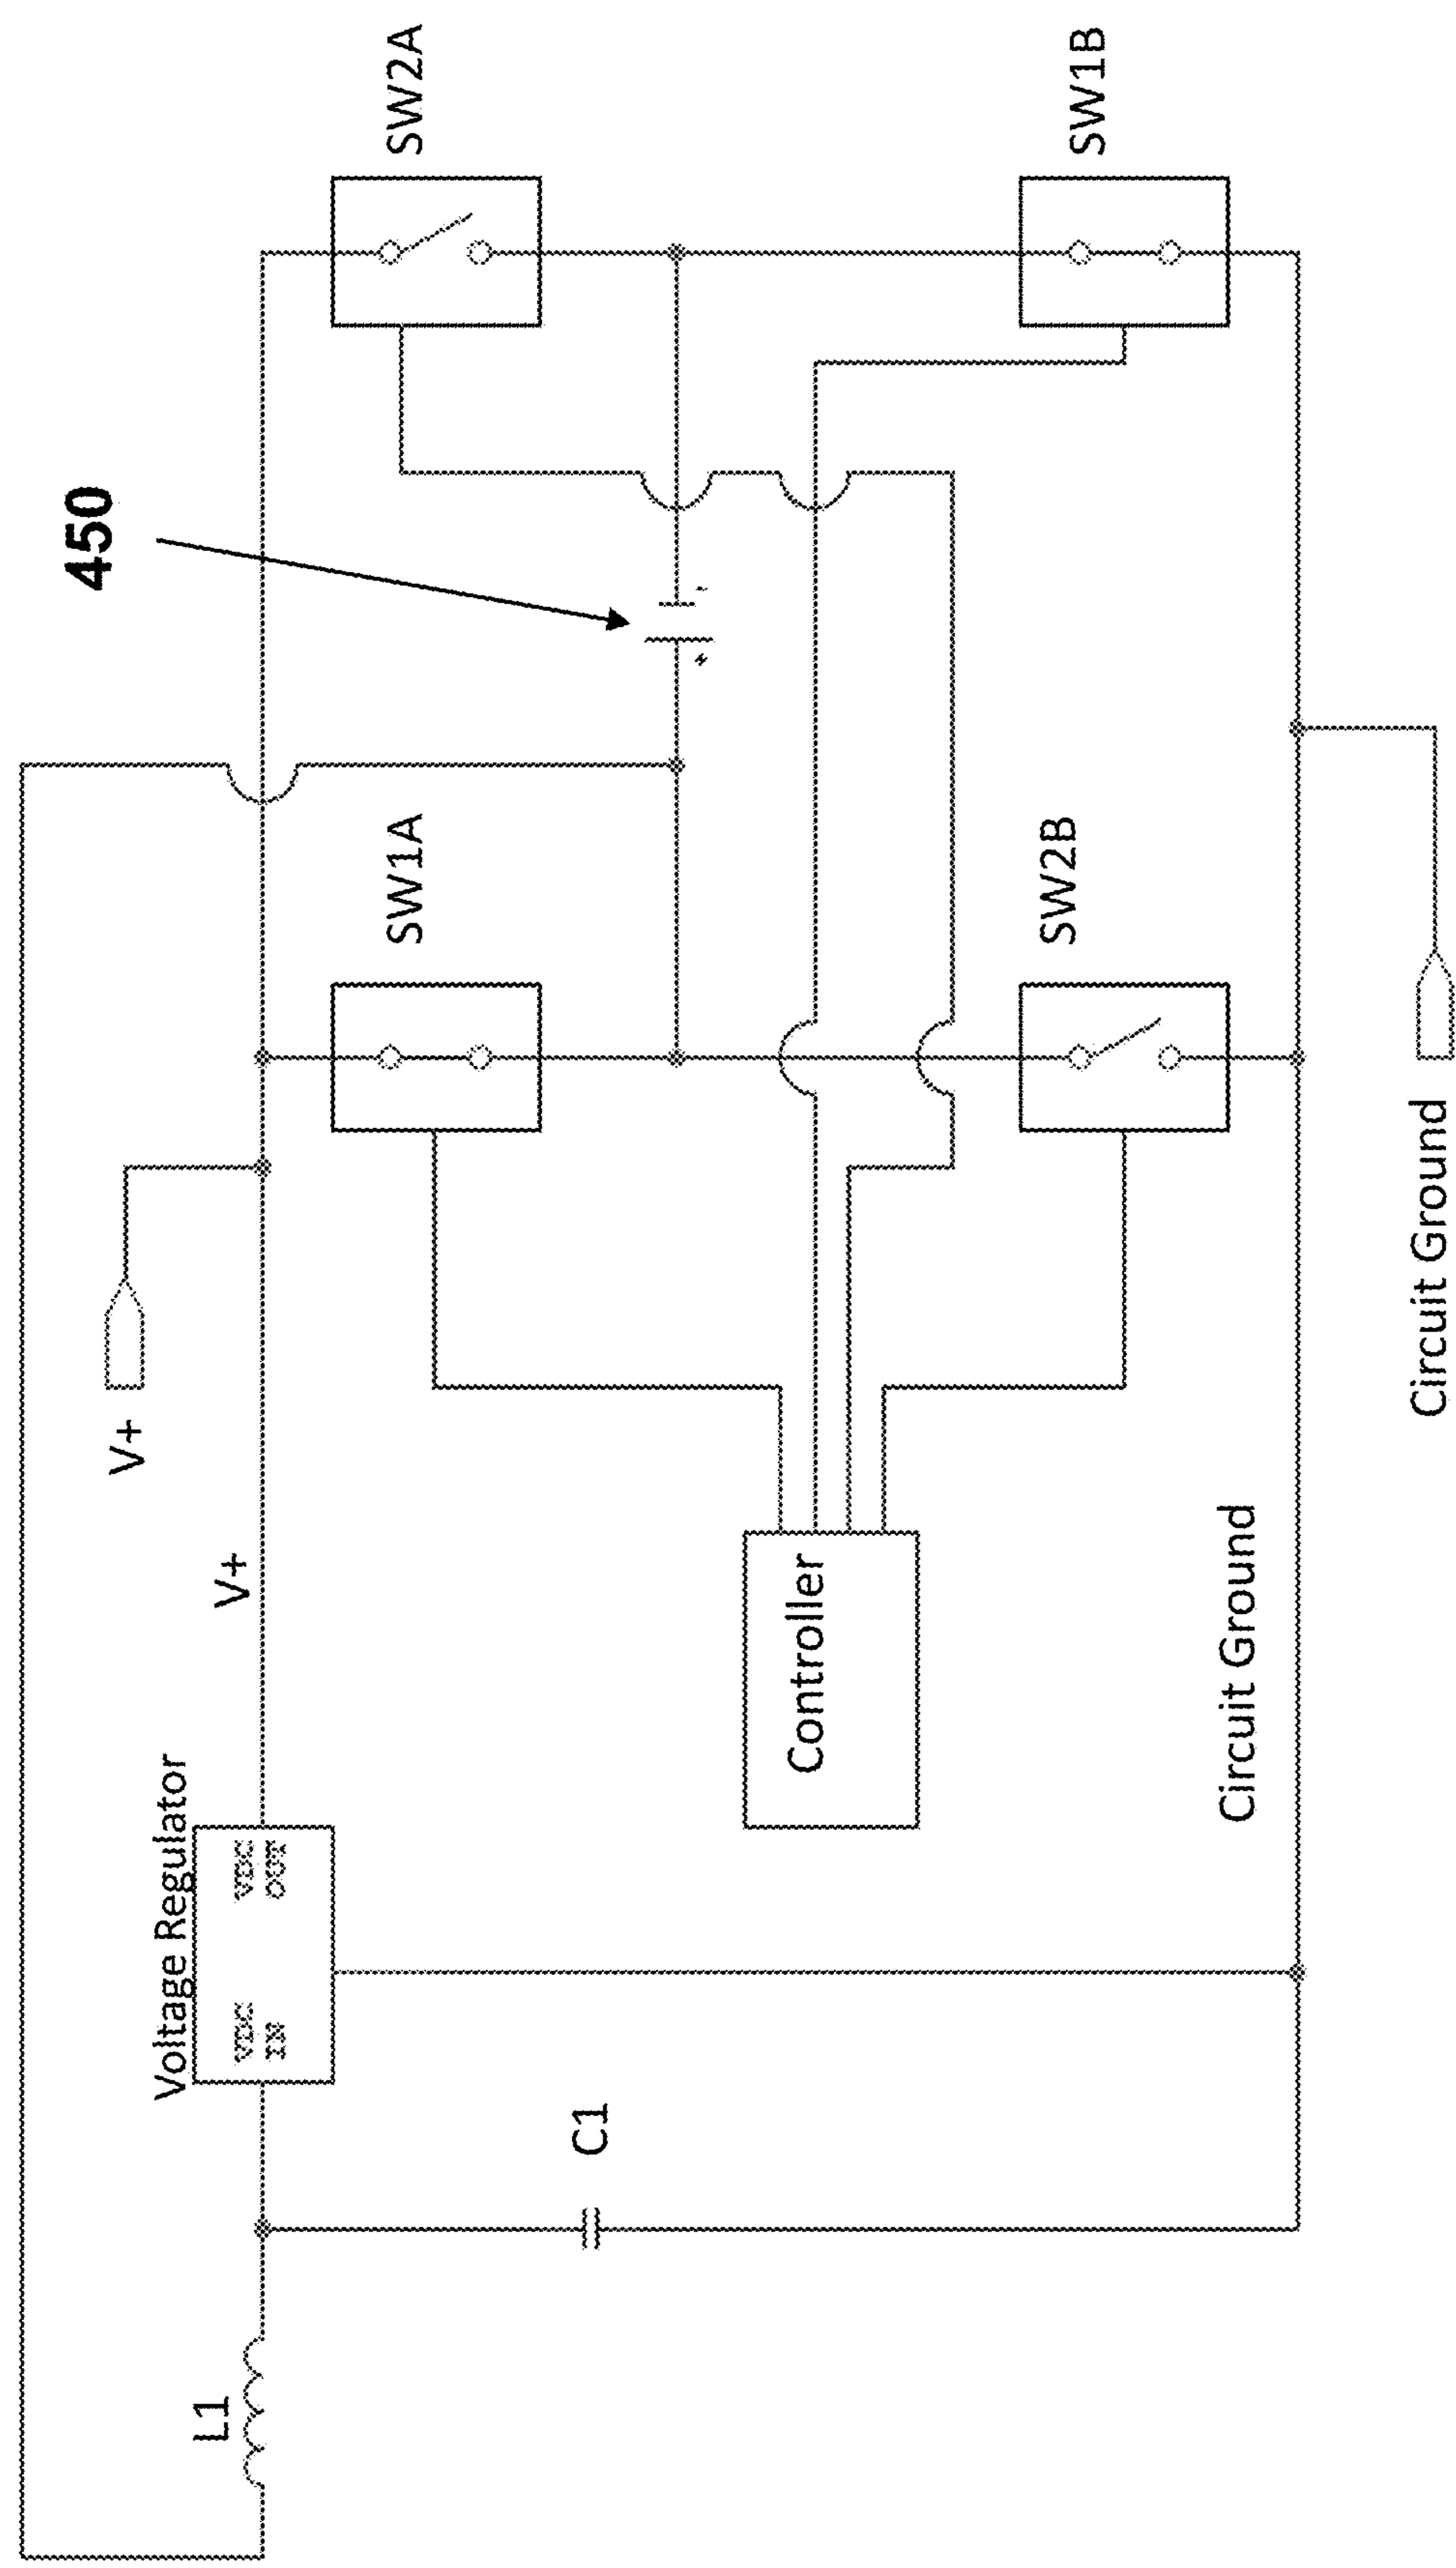 450
SW2A
SW1B
SW1A
SW2B
V+
V+
Voltage Regulator
VDC
IN
VDC
OUT
Controller
Circuit Ground
Circuit Ground
L1
C1
+
-